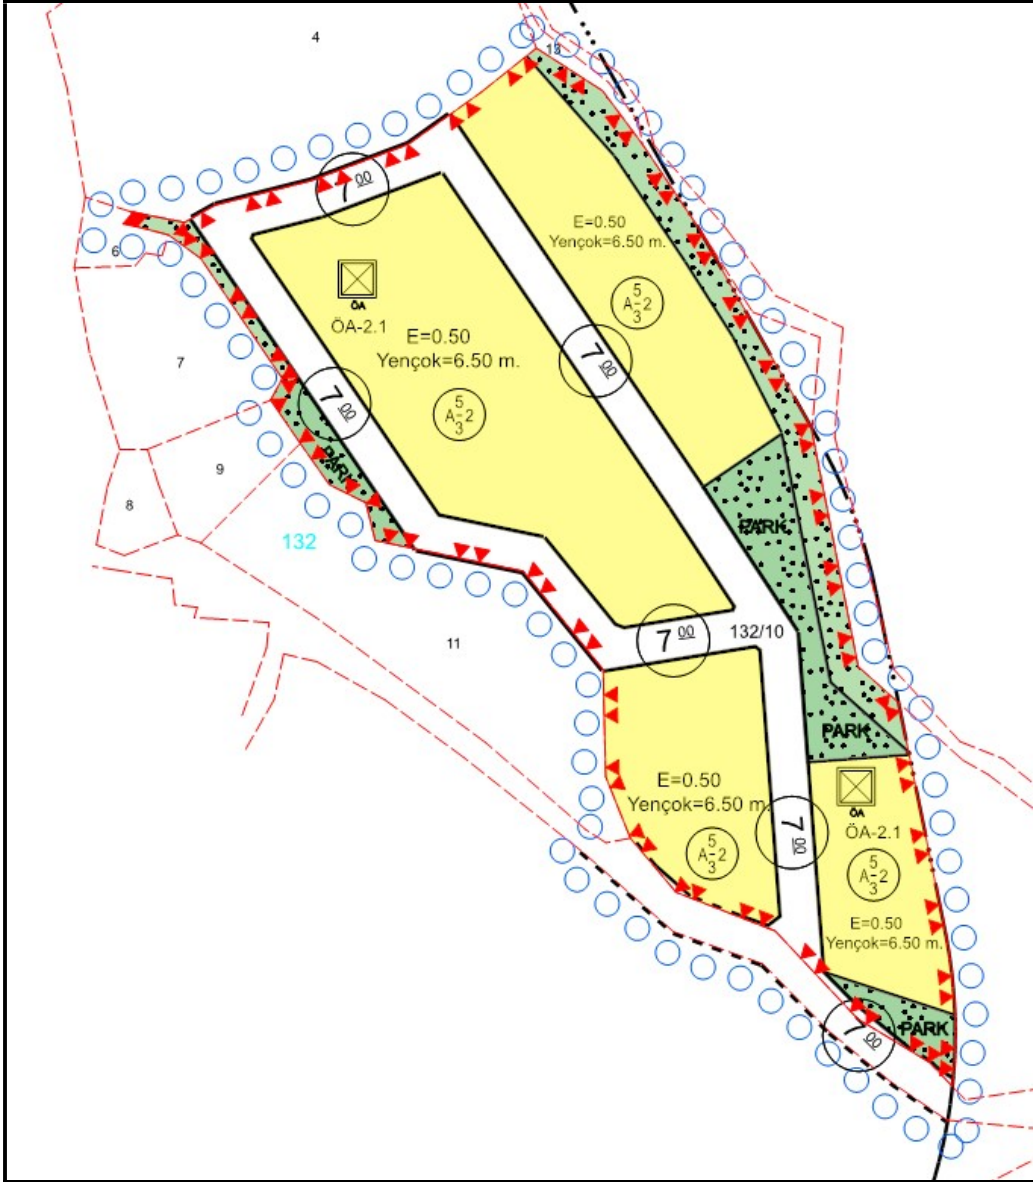 4
13
7 00
E=0.50
Yençok=6.50 m.
5
A-2
3
6
ÖA
ÖA-2.1
E=0.50
Yençok=6.50 m.
5
A-2
3
7 00
7
7 00
PARK
9
8
132
PARK
11
7 00
132/10
PARK
E=0.50
Yençok=6.50 m.
5
A-2
3
7 00
ÖA
ÖA-2.1
5
A-2
3
E=0.50
Yençok=6.50 m.
PARK
7 00